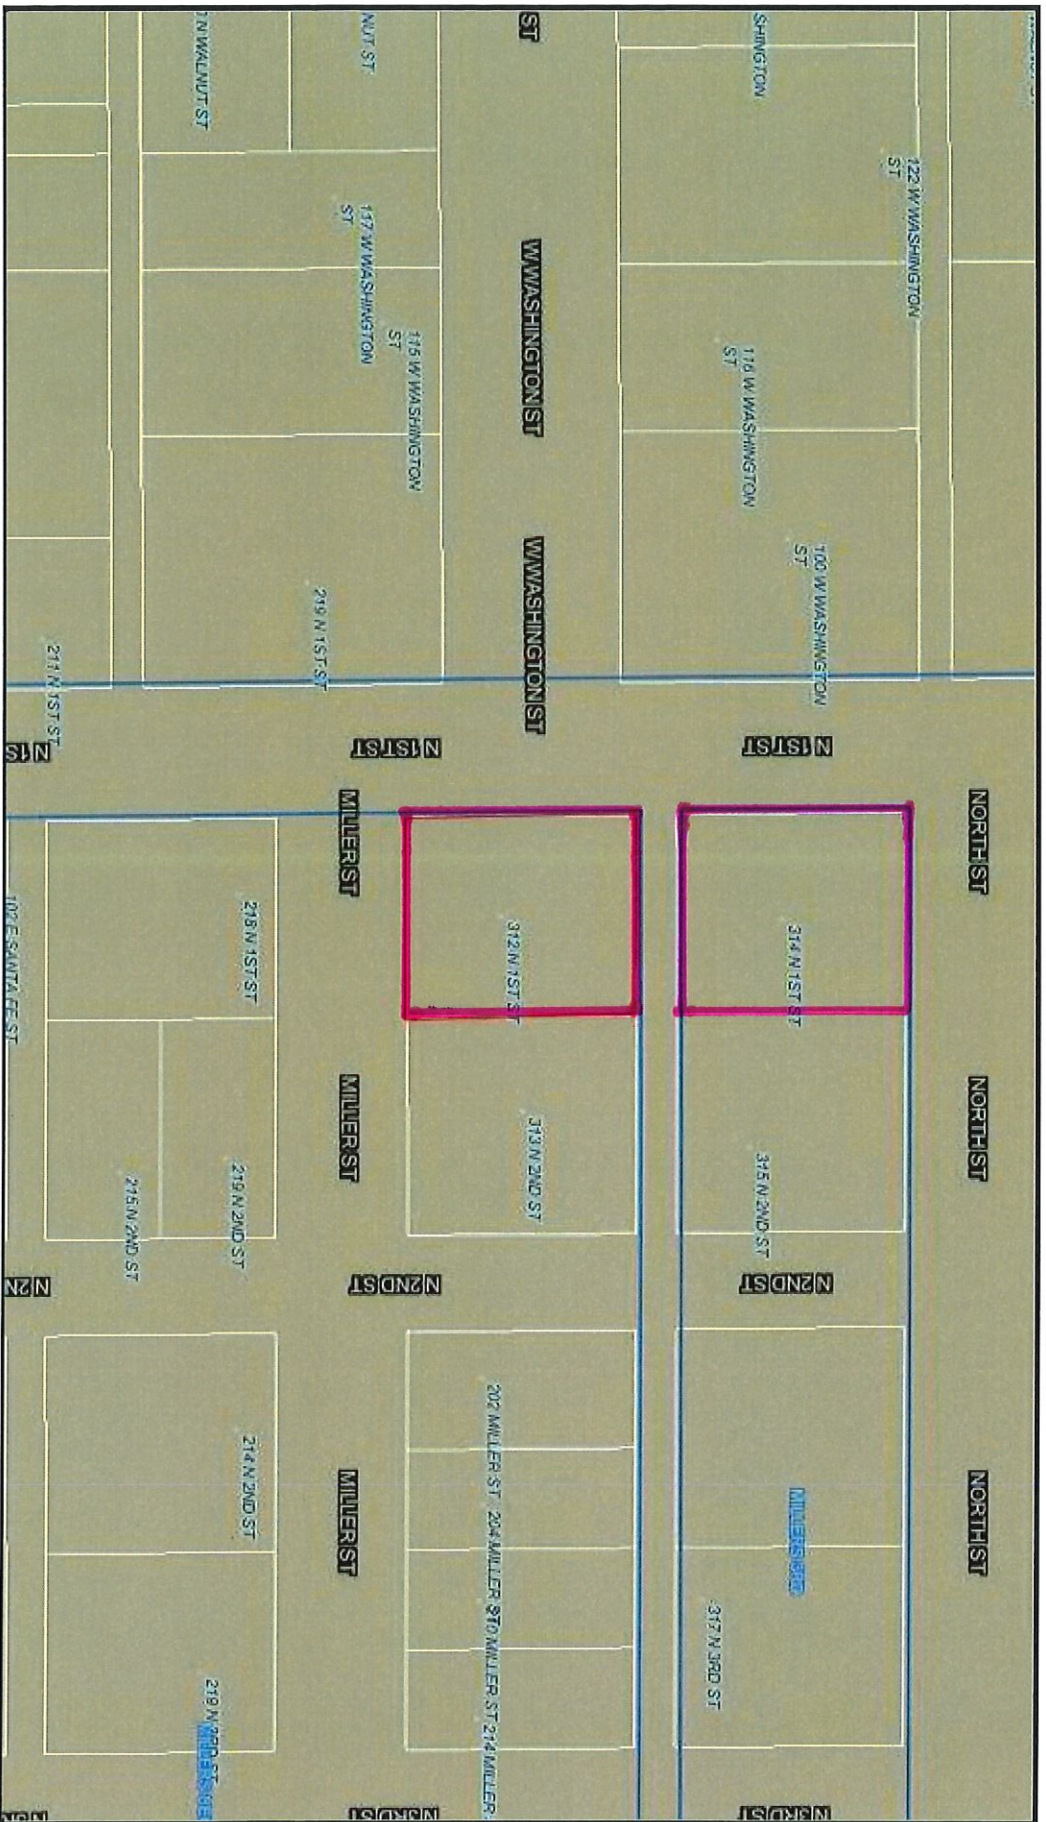 NORTH ST
NORTH ST
NORTH ST
122 W WASHINGTON
ST
100 W WASHINGTON
ST
314 N 1ST ST
N 1ST ST
N 2ND ST
N 3RD ST
SHINGTON
116 W WASHINGTON
ST
315 N 2ND ST
317 N 3RD ST
ST
W WASHINGTON ST
W WASHINGTON ST
313 N 2ND ST
312 N 1ST ST
202 MILLER ST
204 MILLER
MILLER ST
214 MILLER
115 W WASHINGTON
ST
N 1ST ST
N 2ND ST
N 3RD ST
NUT ST
117 W WASHINGTON
ST
MILLER ST
MILLER ST
MILLER ST
219 N 1ST ST
218 N 1ST ST
214 N 2ND ST
219 N 2ND ST
219 N 3RD ST
N WALNUT ST
215 N 2ND ST
211 N 1ST ST
N 1S
N 2N
102 E SANTA FE ST